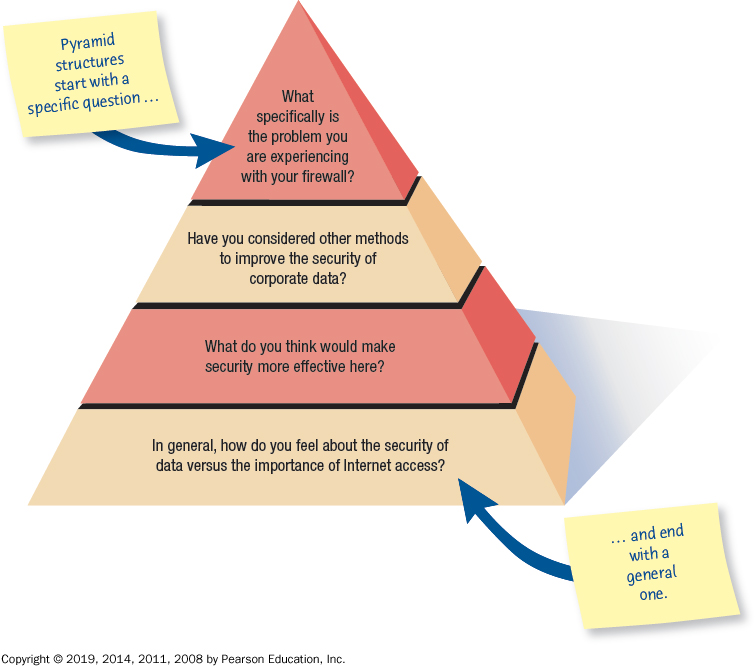 Pyramid
structures
start with a
specific question …
What
specifically is
the problem you
are experiencing
with your firewall?
Have you considered other methods
to improve the security of
corporate data?
What do you think would make
security more effective here?
In general, how do you feel about the security of
data versus the importance of Internet access?
… and end
with a
general
one.
Copyright © 2019, 2014, 2011, 2008 by Pearson Education, Inc.